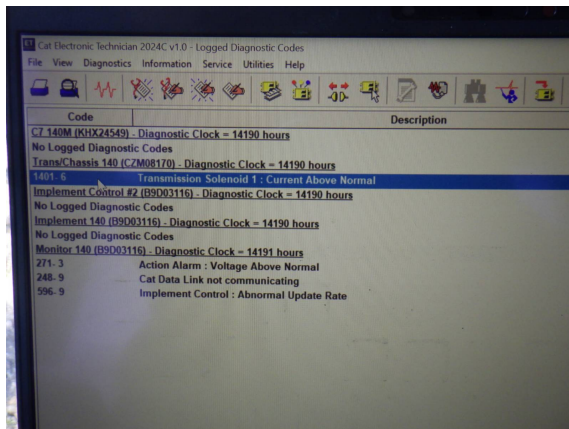 Cat Electronic Technician 2024C v1.0 - Logged Diagnostic Codes
File View Diagnostics Information Service Utilities Help
Code Description
C7 140M (KHX24549) - Diagnostic Clock = 14190 hours
No Logged Diagnostic Codes
Trans/Chassis 140 (CZM08170) - Diagnostic Clock = 14190 hours
1401- 6 Transmission Solenoid 1 : Current Above Normal
Implement Control #2 (B9D03116) - Diagnostic Clock = 14190 hours
No Logged Diagnostic Codes
Implement 140 (B9D03116) - Diagnostic Clock = 14190 hours
No Logged Diagnostic Codes
Monitor 140 (B9D03116) - Diagnostic Clock = 14191 hours
271- 3 Action Alarm : Voltage Above Normal
248- 9 Cat Data Link not communicating
596- 9 Implement Control : Abnormal Update Rate